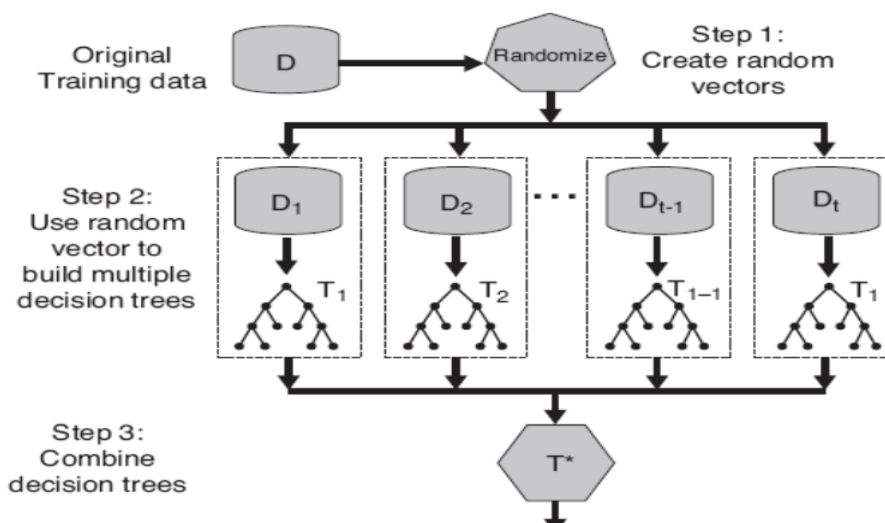 Original
Training data
D
Randomize
Step 1:
Create random
vectors
Step 2:
Use random
vector to
build multiple
decision trees
D₁
D₂
...
Dₜ₋₁
Dₜ
T₁
T₂
T₁₋₁
T₁
Step 3:
Combine
decision trees
T*